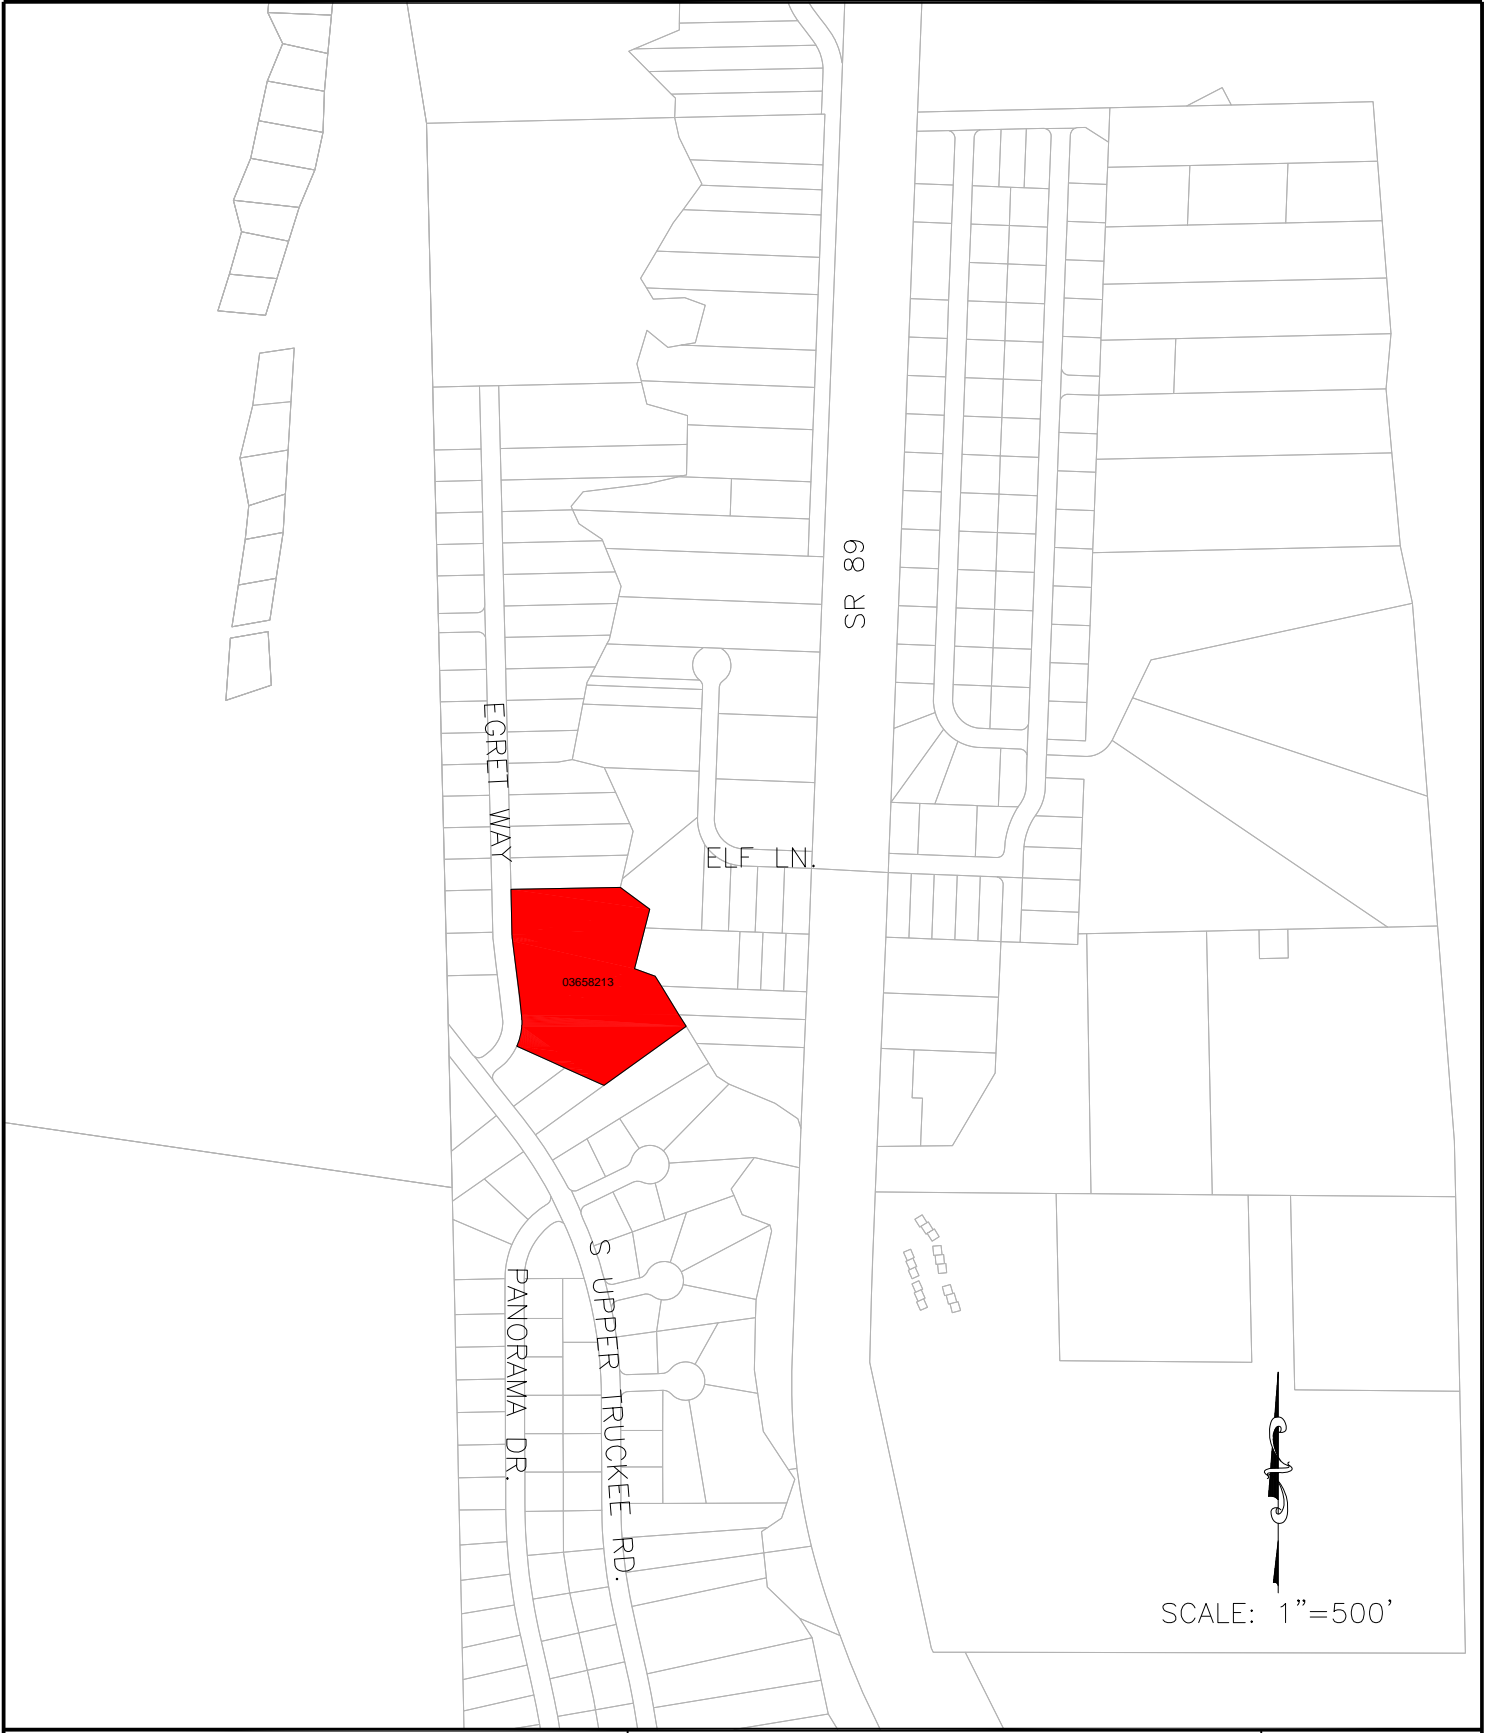 SR 89
EGRET WAY
ELF LN.
03658213
S UPPER TRUCKEE RD.
PANORAMA DR.
SCALE: 1"=500'